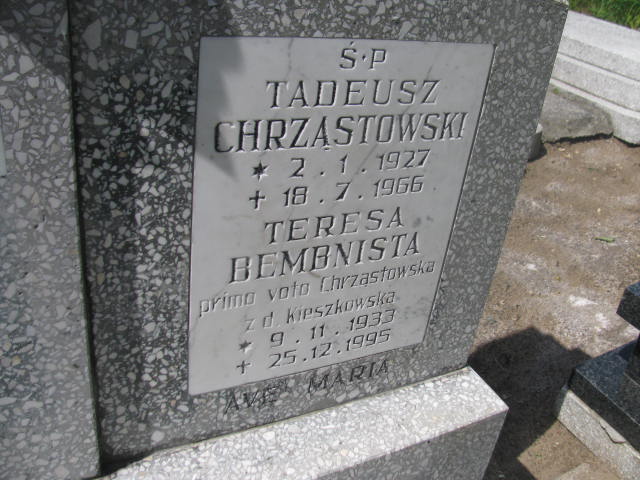 Ś.P
TADEUSZ
CHRZĄSTOWSKI
* 2.1.1927
+ 18.7.1966
TERESA
BEMBNISTA
primo voto Chrząstowska
z d. Kieszkowska
* 9.11.1933
+ 25.12.1995
AVE MARIA